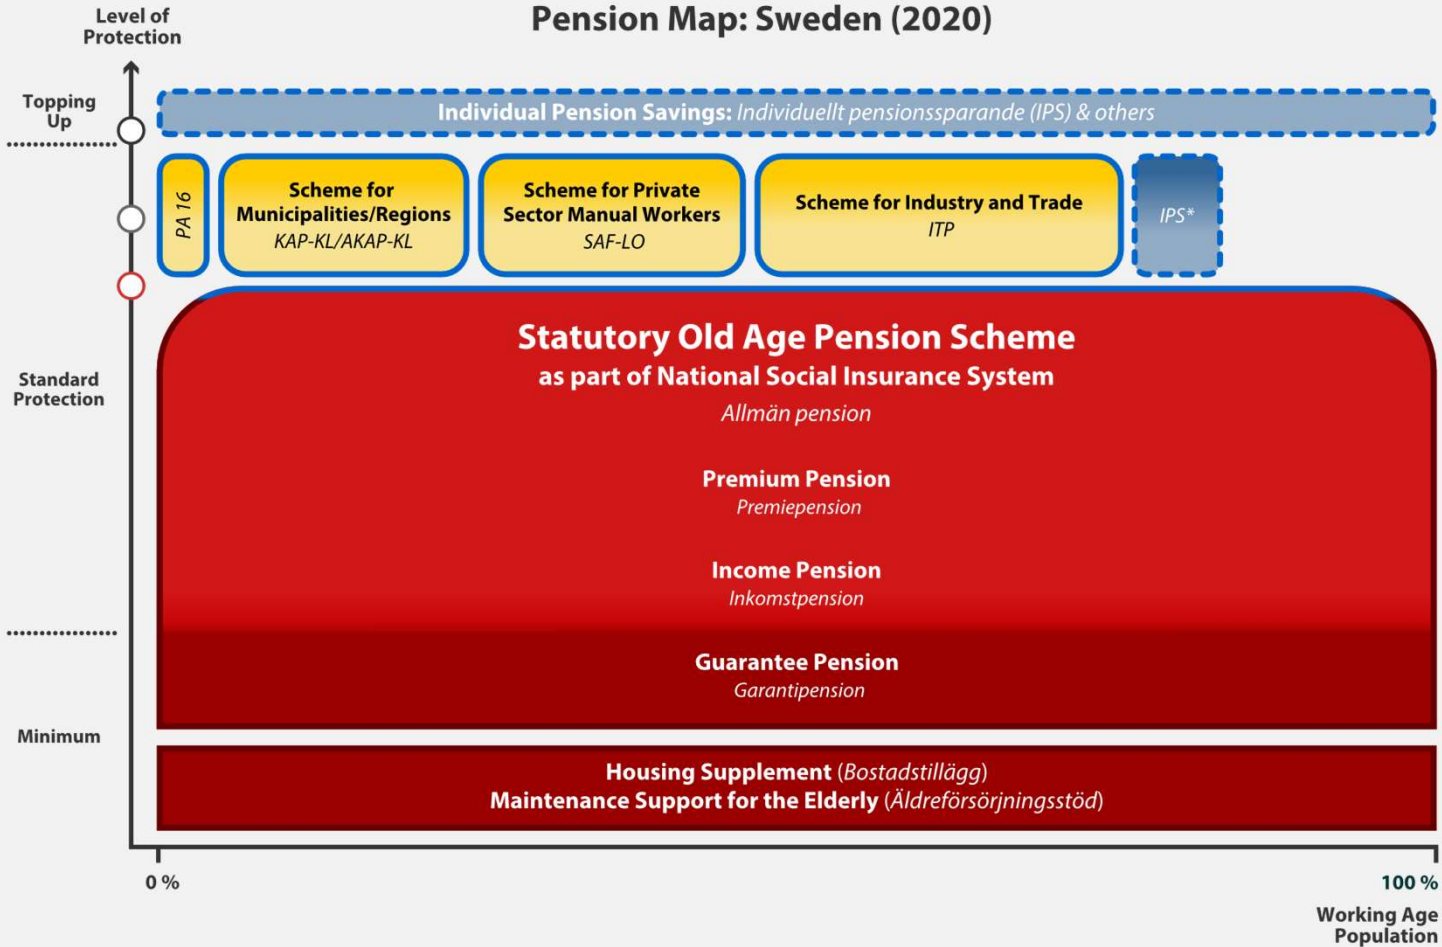 Pension Map: Sweden (2020)
Level of
Protection
Topping
Up
Individual Pension Savings: Individuellt pensionssparande (IPS) & others
PA 16
Scheme for
Municipalities/Regions
KAP-KL/AKAP-KL
Scheme for Private
Sector Manual Workers
SAF-LO
Scheme for Industry and Trade
ITP
IPS*
Standard
Protection
Statutory Old Age Pension Scheme
as part of National Social Insurance System
Allmän pension
Premium Pension
Premiepension
Income Pension
Inkomstpension
Guarantee Pension
Garantipension
Minimum
Housing Supplement (Bostadstillägg)
Maintenance Support for the Elderly (Äldreförsörjningsstöd)
0 %
100 %
Working Age
Population